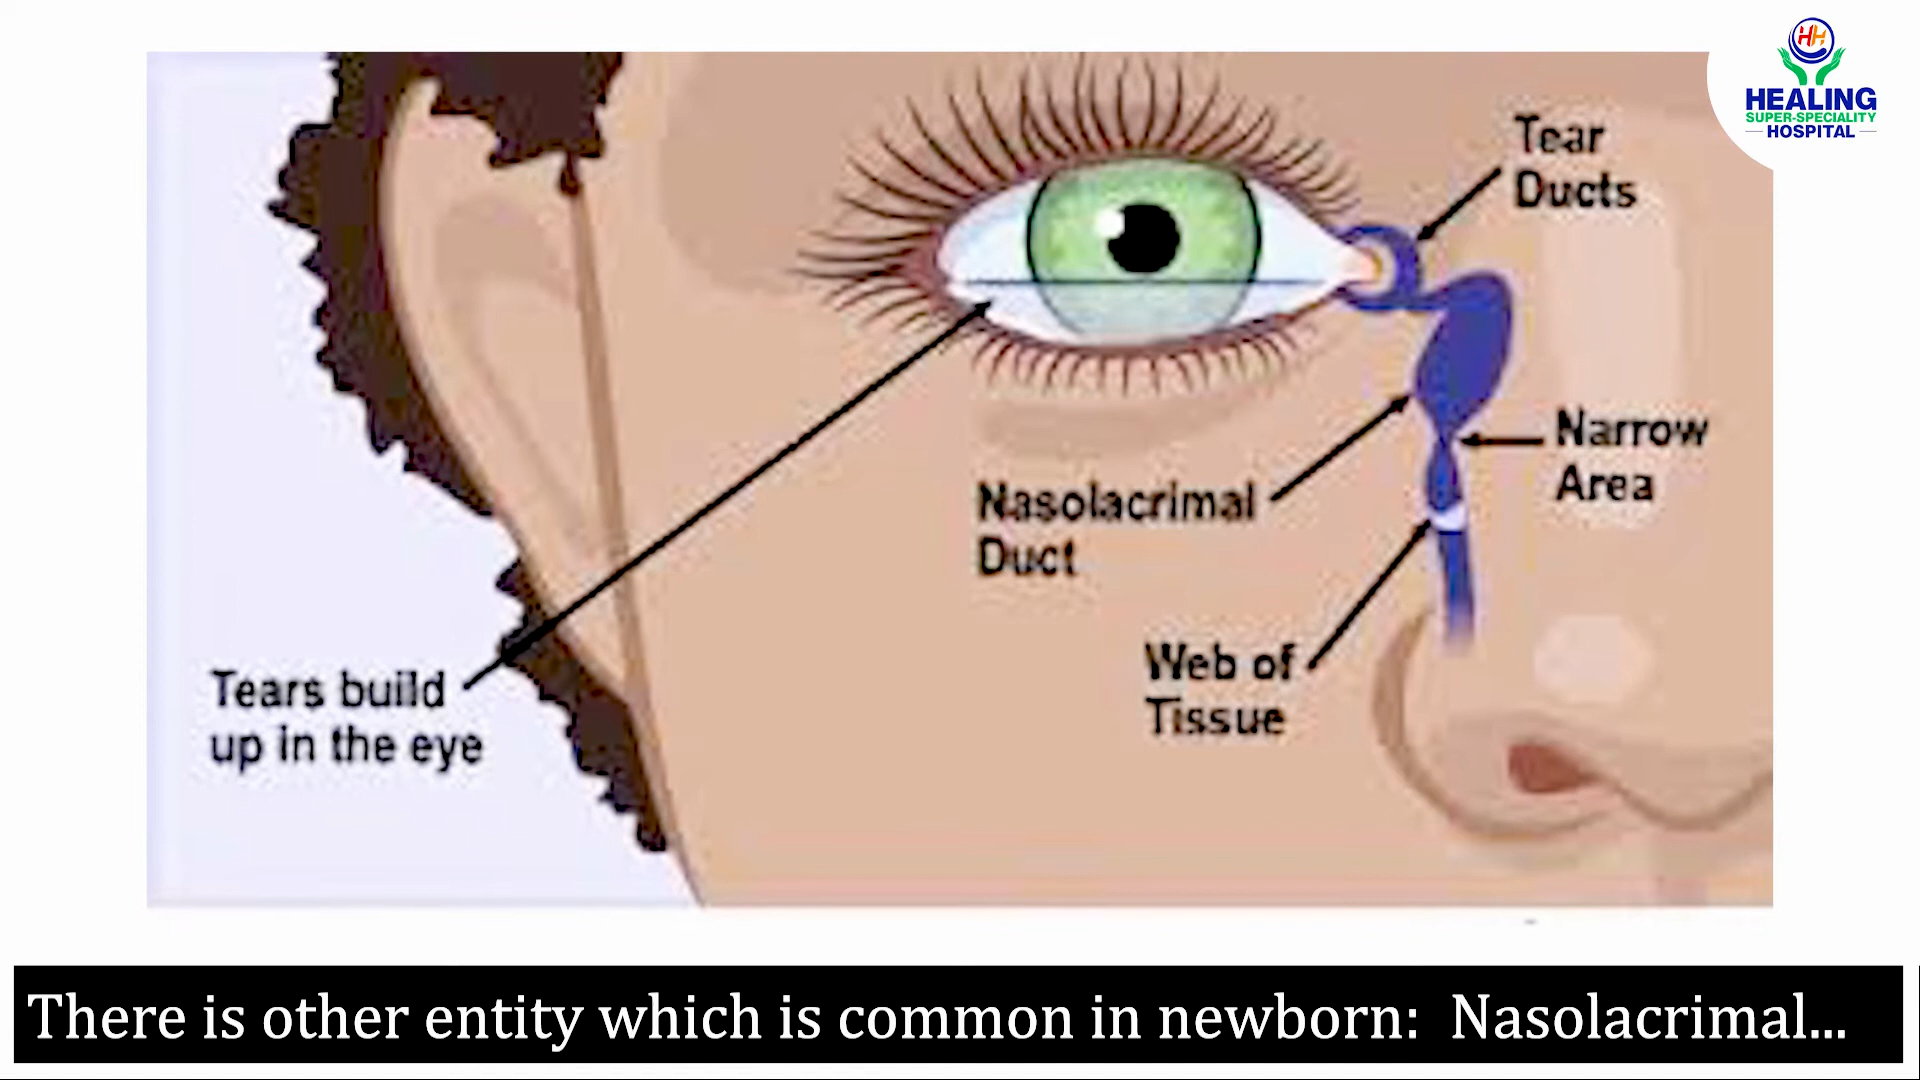 HH
HEALING
SUPER-SPECIALITY
HOSPITAL
Tear
Ducts
Narrow
Area
Nasolacrimal
Duct
Web of
Tissue
Tears build
up in the eye
There is other entity which is common in newborn: Nasolacrimal...